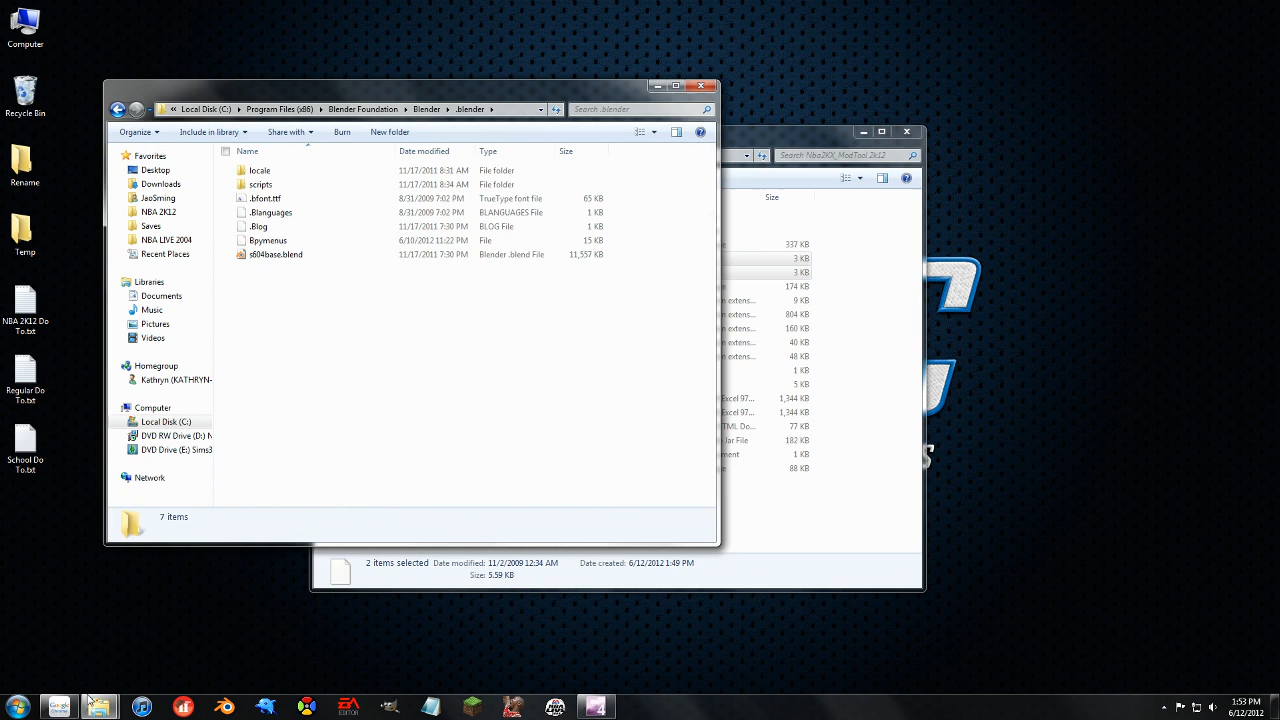 Computer
Recycle Bin
Rename
Temp
NBA 2K12 Do
To.txt
Regular Do
To.txt
School Do
To.txt
« Local Disk (C:) ▸ Program Files (x86) ▸ Blender Foundation ▸ Blender ▸ .blender ▸
Search .blender
Organize
Include in library
Share with
Burn
New folder
Favorites
Desktop
Downloads
JaoSming
NBA 2K12
Saves
NBA LIVE 2004
Recent Places
Libraries
Documents
Music
Pictures
Videos
Homegroup
Kathryn (KATHRYN-
Computer
Local Disk (C:)
DVD RW Drive (D:) N
DVD Drive (E:) Sims3
Network
Name Date modified Type Size
locale 11/17/2011 8:31 AM File folder
scripts 11/17/2011 8:34 AM File folder
.bfont.ttf 8/31/2009 7:02 PM TrueType font file 65 KB
.Blanguages 8/31/2009 7:02 PM BLANGUAGES File 1 KB
.Blog 11/17/2011 7:30 PM BLOG File 1 KB
Bpymenus 6/10/2012 11:22 PM File 15 KB
s604base.blend 11/17/2011 7:30 PM Blender .blend File 11,557 KB
7 items
Search Nba2KX_ModTool 2k12
Size
337 KB
3 KB
3 KB
174 KB
n extens... 9 KB
n extens... 804 KB
n extens... 160 KB
n extens... 40 KB
n extens... 48 KB
1 KB
5 KB
Excel 97... 1,344 KB
Excel 97... 1,344 KB
TML Do... 77 KB
Jar File 182 KB
ment 1 KB
88 KB
2 items selected Date modified: 11/2/2009 12:34 AM Date created: 6/12/2012 1:49 PM
Size: 5.59 KB
Google
EA
EDITOR
NBA
1:53 PM
6/12/2012